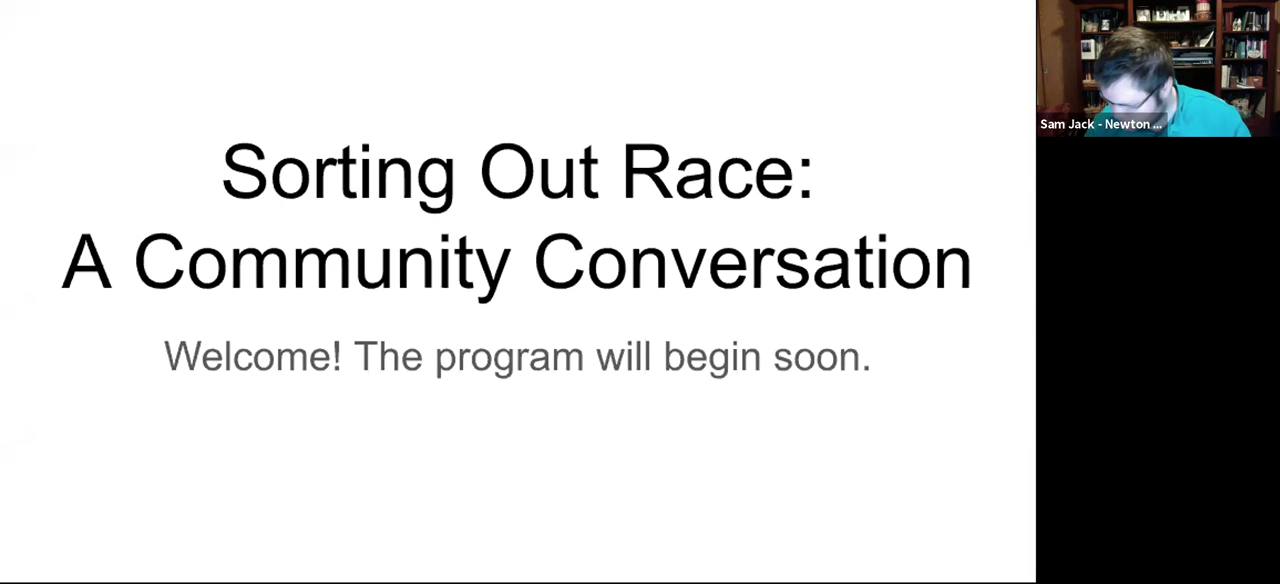 Sorting Out Race:
A Community Conversation
Welcome! The program will begin soon.
Sam Jack - Newton ...